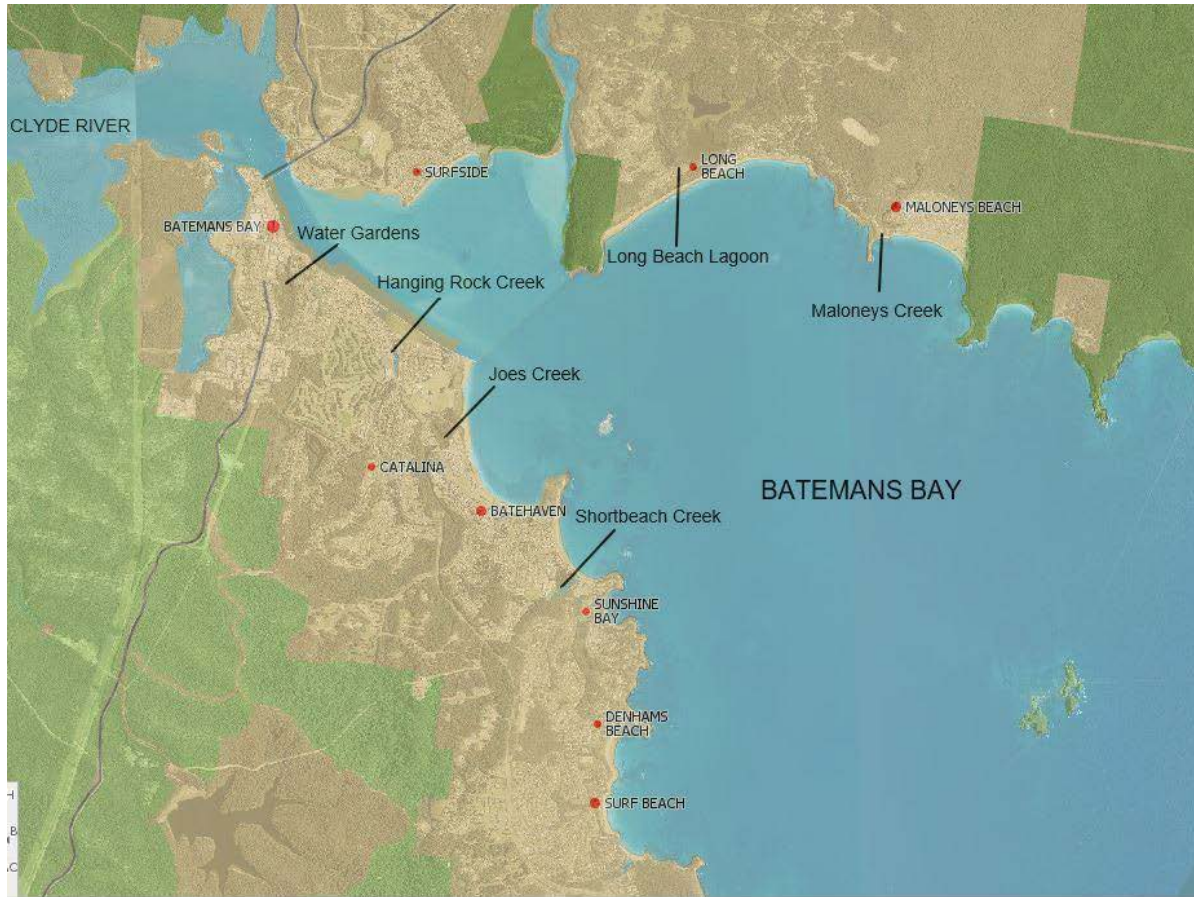 CLYDE RIVER
SURFSIDE
LONG
BEACH
BATEMANS BAY
Water Gardens
MALONEYS BEACH
Long Beach Lagoon
Hanging Rock Creek
Maloneys Creek
Joes Creek
CATALINA
BATEMANS BAY
BATEHAVEN
Shortbeach Creek
SUNSHINE
BAY
DENHAMS
BEACH
SURF BEACH
H
B